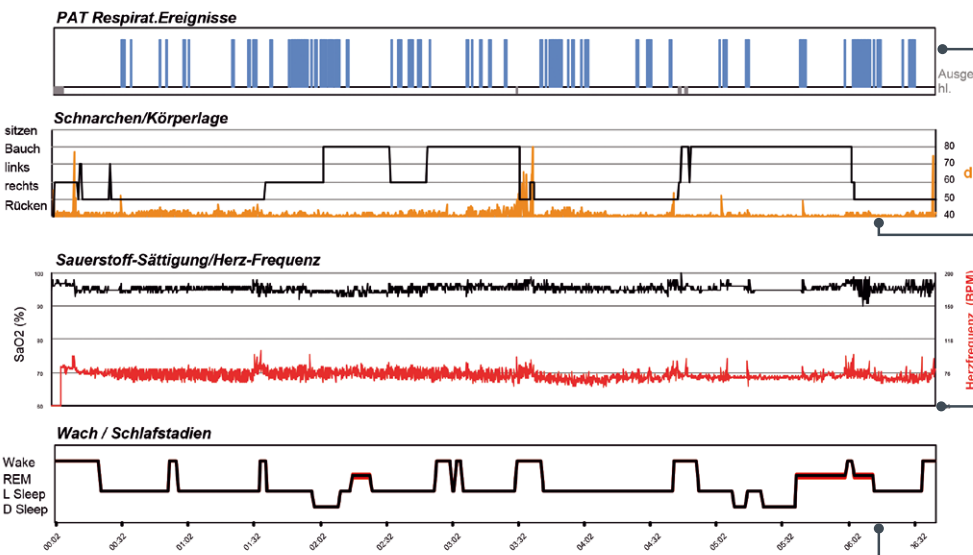 PAT Respirat.Ereignisse
Ausge
hl.
Schnarchen/Körperlage
sitzen
Bauch
links
rechts
Rücken
80
70
60
50
40
d
Sauerstoff-Sättigung/Herz-Frequenz
SaO2 (%)
100
90
80
70
200
150
Herzfrequenz (BPM)
Wach / Schlafstadien
Wake
REM
L Sleep
D Sleep
00:02
00:32
01:02
01:32
02:02
02:32
03:02
03:32
04:02
04:32
05:02
05:32
06:02